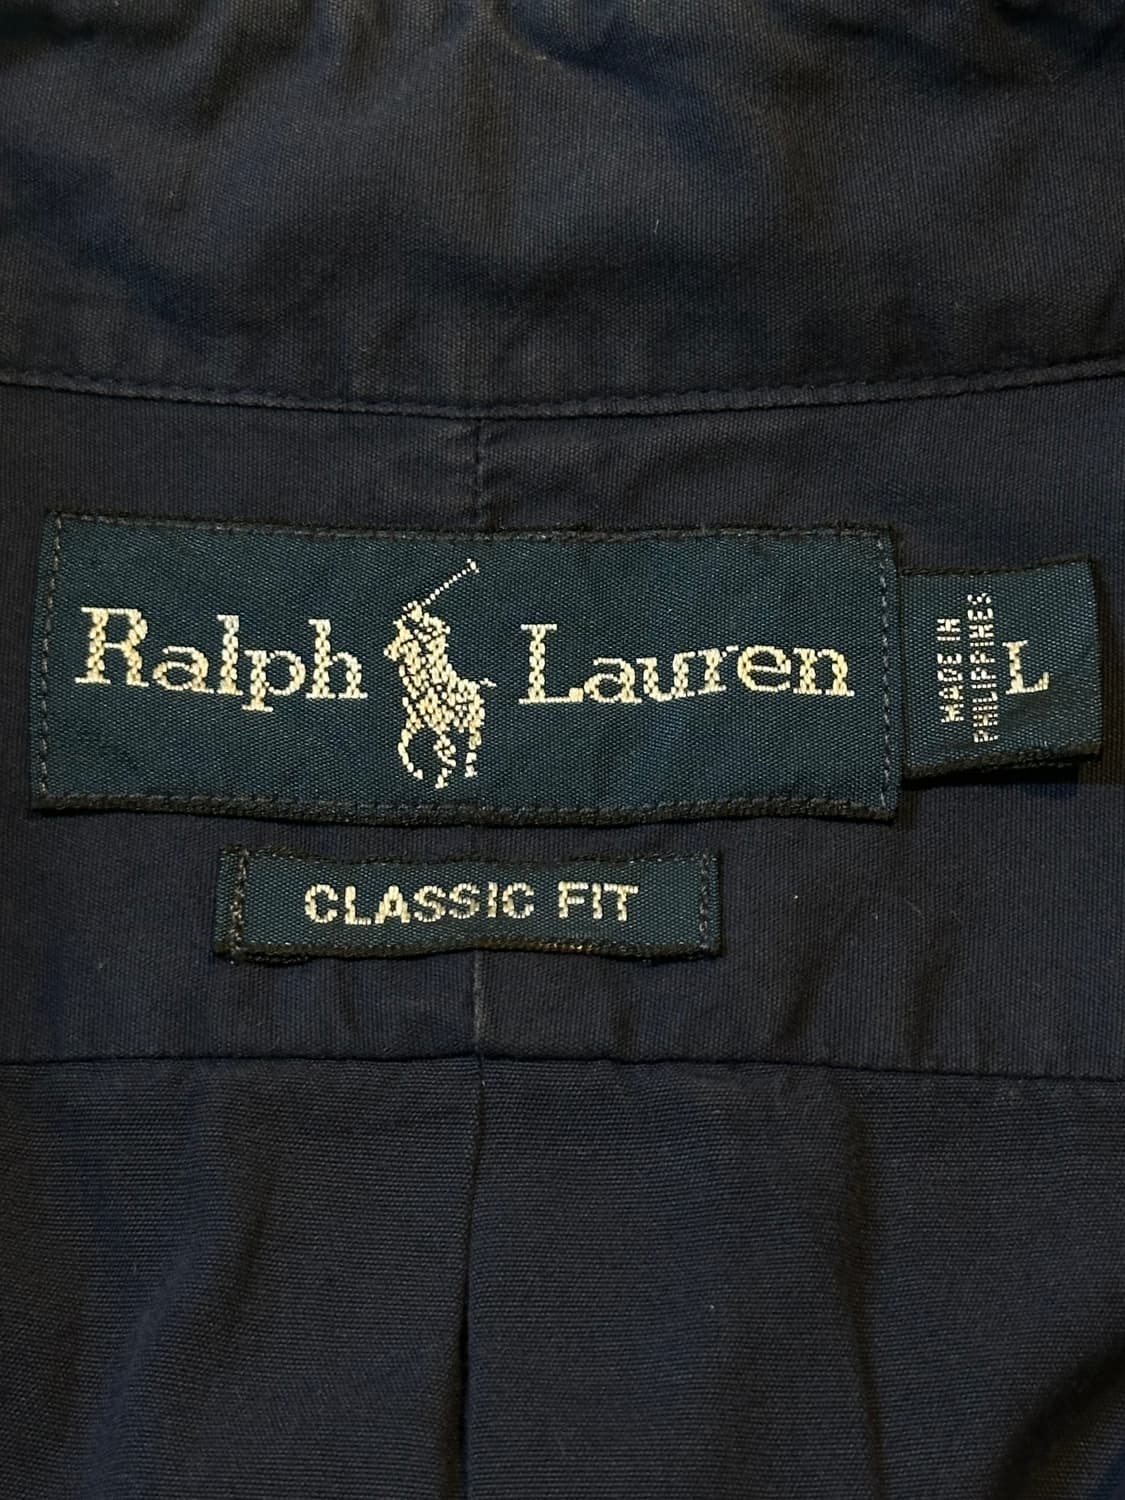 Ralph Lauren
MADE IN
PHILIPPINES
L
CLASSIC FIT